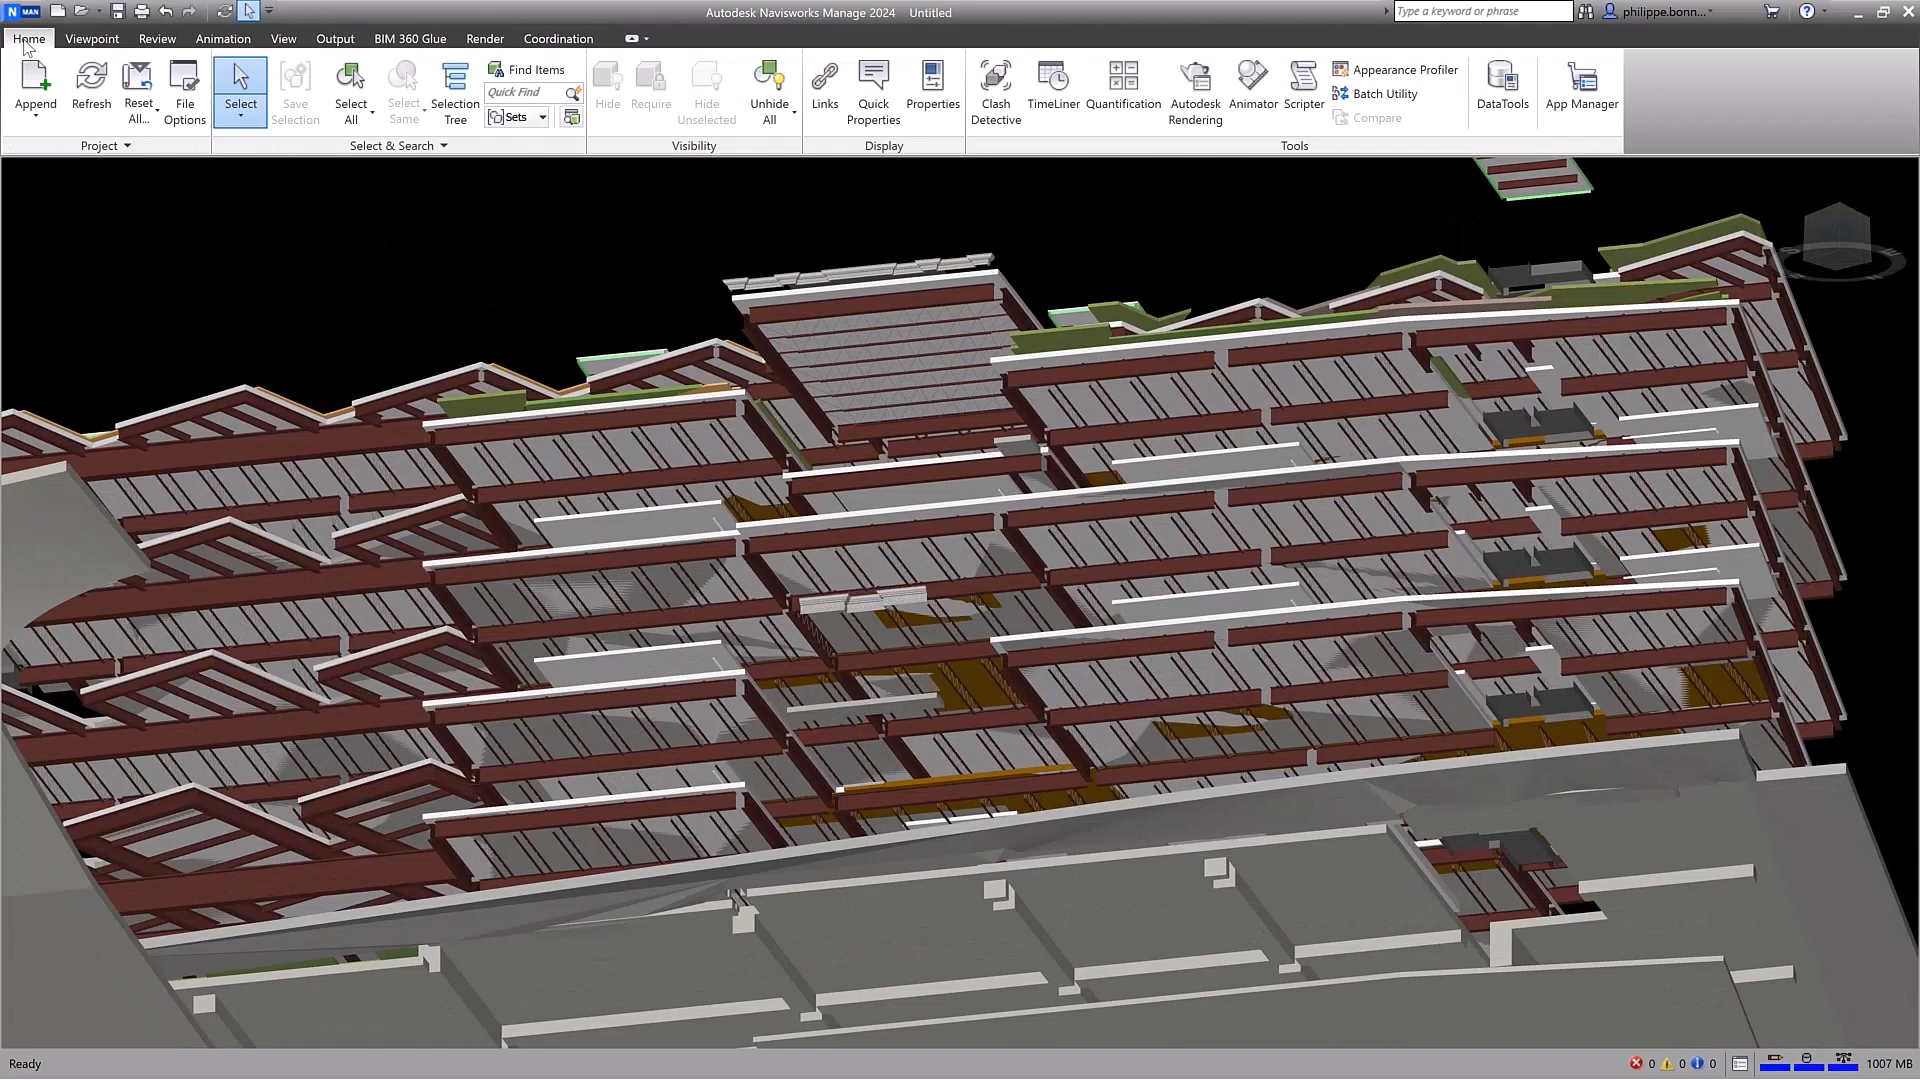 N MAN
Autodesk Navisworks Manage 2024 Untitled
Type a keyword or phrase
philippe.bonn...
Home Viewpoint Review Animation View Output BIM 360 Glue Render Coordination
Append
Refresh
Reset All...
File Options
Select
Save Selection
Select All
Select Same
Selection Tree
Find Items
Quick Find
Sets
Hide
Require
Hide Unselected
Unhide All
Links
Quick Properties
Properties
Clash Detective
TimeLiner
Quantification
Autodesk Rendering
Animator
Scripter
Appearance Profiler
Batch Utility
Compare
DataTools
App Manager
Project
Select & Search
Visibility
Display
Tools
Ready
0 0 0
1007 MB